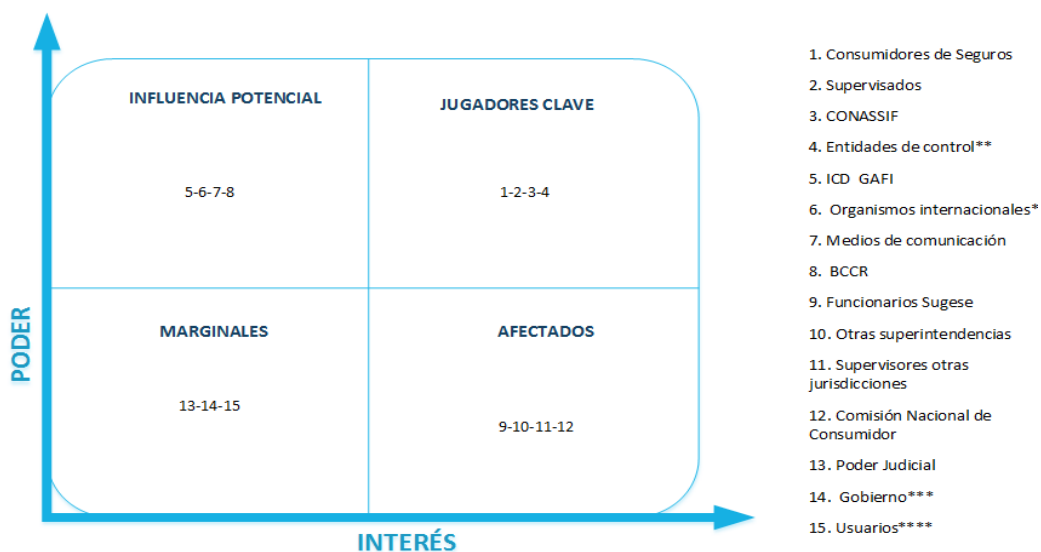 INFLUENCIA POTENCIAL
JUGADORES CLAVE
5-6-7-8
1-2-3-4
MARGINALES
AFECTADOS
13-14-15
9-10-11-12
PODER
INTERÉS
1. Consumidores de Seguros
2. Supervisados
3. CONASSIF
4. Entidades de control**
5. ICD GAFI
6. Organismos internacionales*
7. Medios de comunicación
8. BCCR
9. Funcionarios Sugese
10. Otras superintendencias
11. Supervisores otras
jurisdicciones
12. Comisión Nacional de
Consumidor
13. Poder Judicial
14. Gobierno***
15. Usuarios****